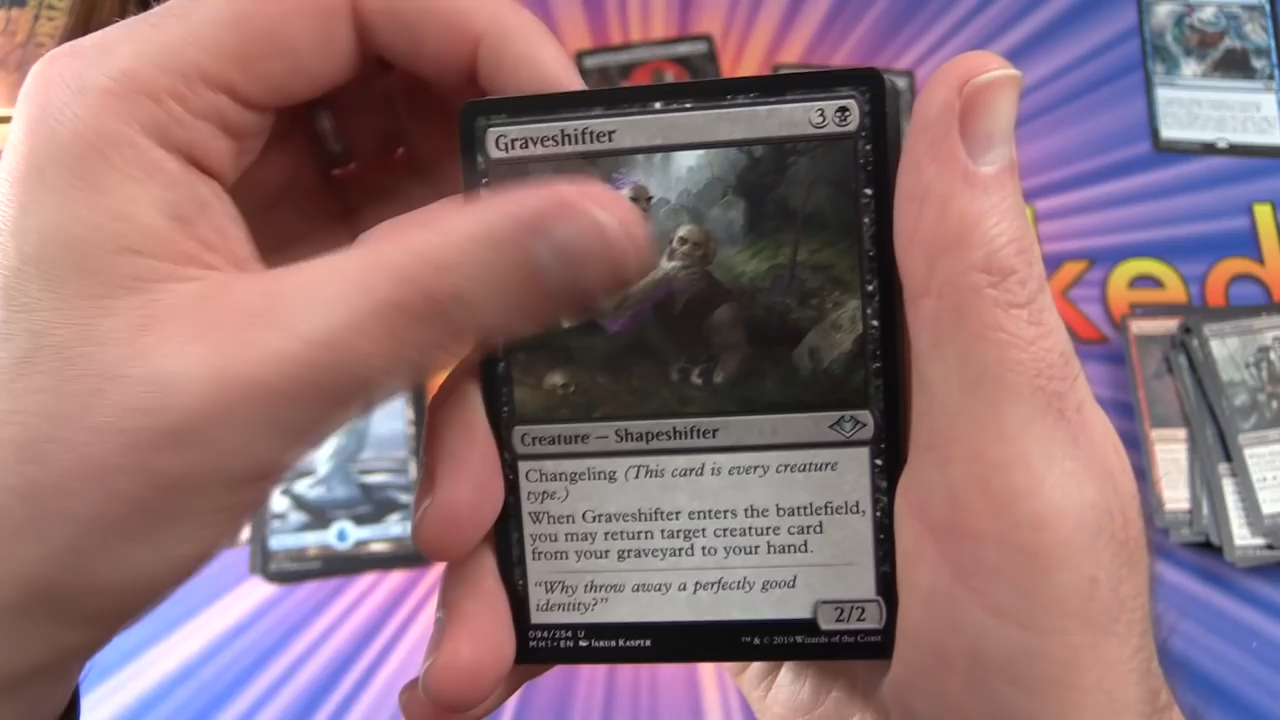 Graveshifter
3
Creature — Shapeshifter
Changeling (This card is every creature
type.)
When Graveshifter enters the battlefield,
you may return target creature card
from your graveyard to your hand.
“Why throw away a perfectly good
identity?”
2/2
094/254 U
MH1 • EN Jakub Kasper
™ & © 2019 Wizards of the Coast
ked